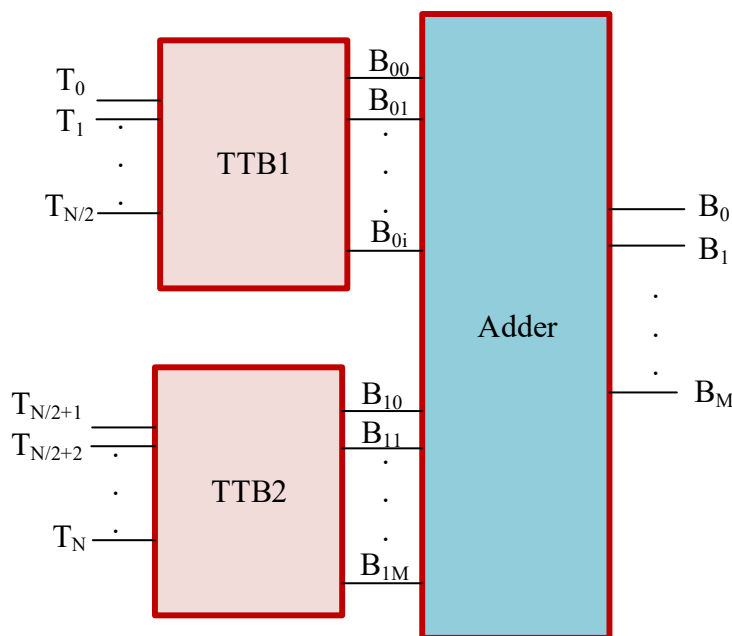 T0
T1
TN/2
TTB1
B00
B01
B0i
TN/2+1
TN/2+2
TN
TTB2
B10
B11
B1M
Adder
B0
B1
BM